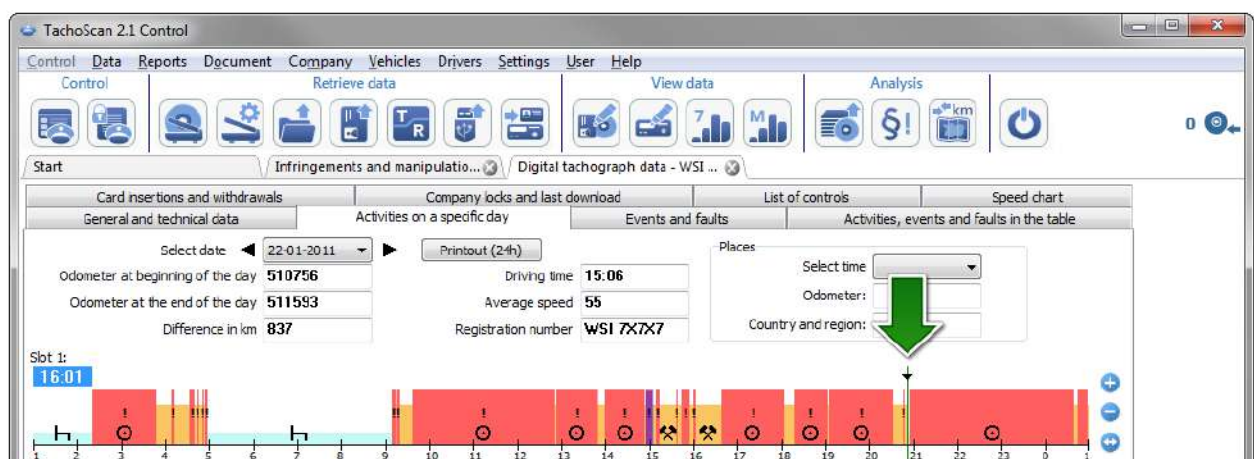 TachoScan 2.1 Control
Control Data Reports Document Company Vehicles Drivers Settings User Help
Control Retrieve data View data Analysis
T R 7 M §! km 0
Start Infringements and manipulatio... Digital tachograph data - WSI ...
Card insertions and withdrawals Company locks and last download List of controls Speed chart
General and technical data Activities on a specific day Events and faults Activities, events and faults in the table
Select date 22-01-2011 Printout (24h) Places
Select time
Odometer at beginning of the day 510756 Driving time 15:06
Odometer:
Odometer at the end of the day 511593 Average speed 55
Country and region:
Difference in km 837 Registration number WSI 7X7X7
Slot 1:
16:01
1 2 3 4 5 6 7 8 9 10 11 12 13 14 15 16 17 18 19 20 21 22 23 0 1